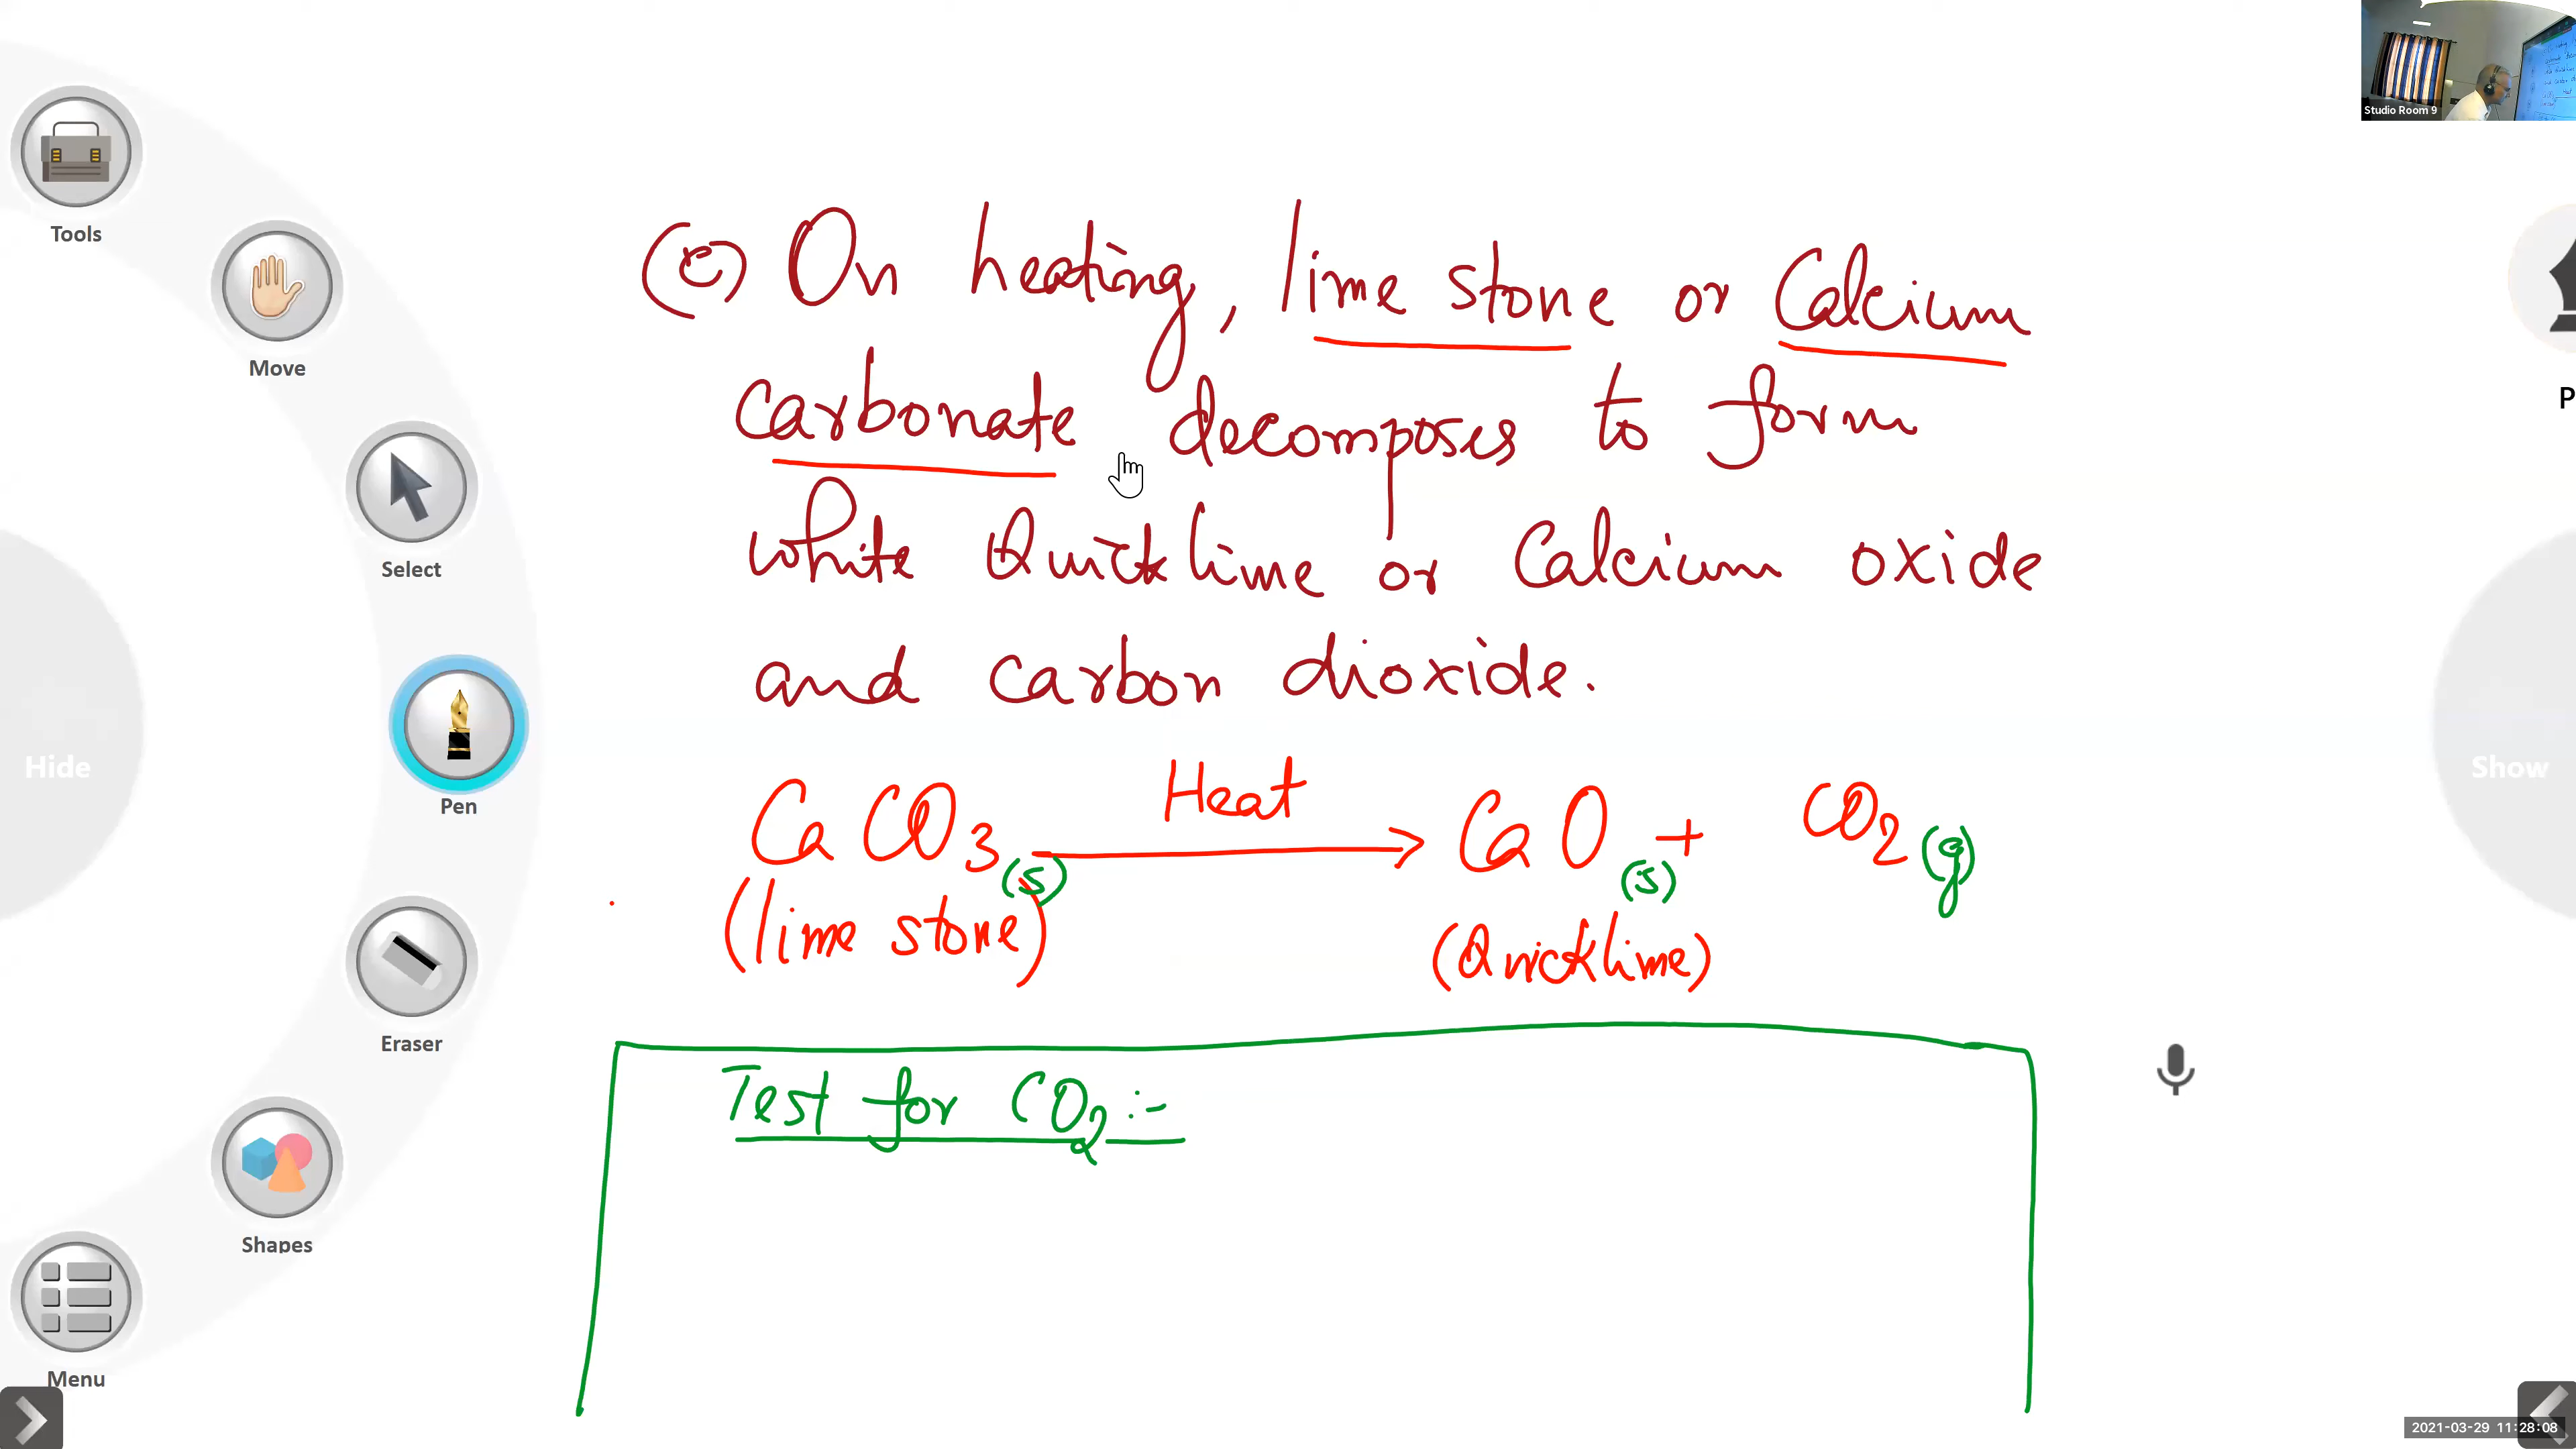 Studio Room 9
Tools
Move
Select
Pen
Eraser
Shapes
Menu
Hide
Show
P
(c) On heating, lime stone or Calcium
carbonate decomposes to form
white Quicklime or Calcium oxide
and carbon dioxide.
Heat
CaCO3(s) → CaO(s) + CO2(g)
(lime stone) (Quicklime)
Test for CO2 :-
2021-03-29 11:28:08